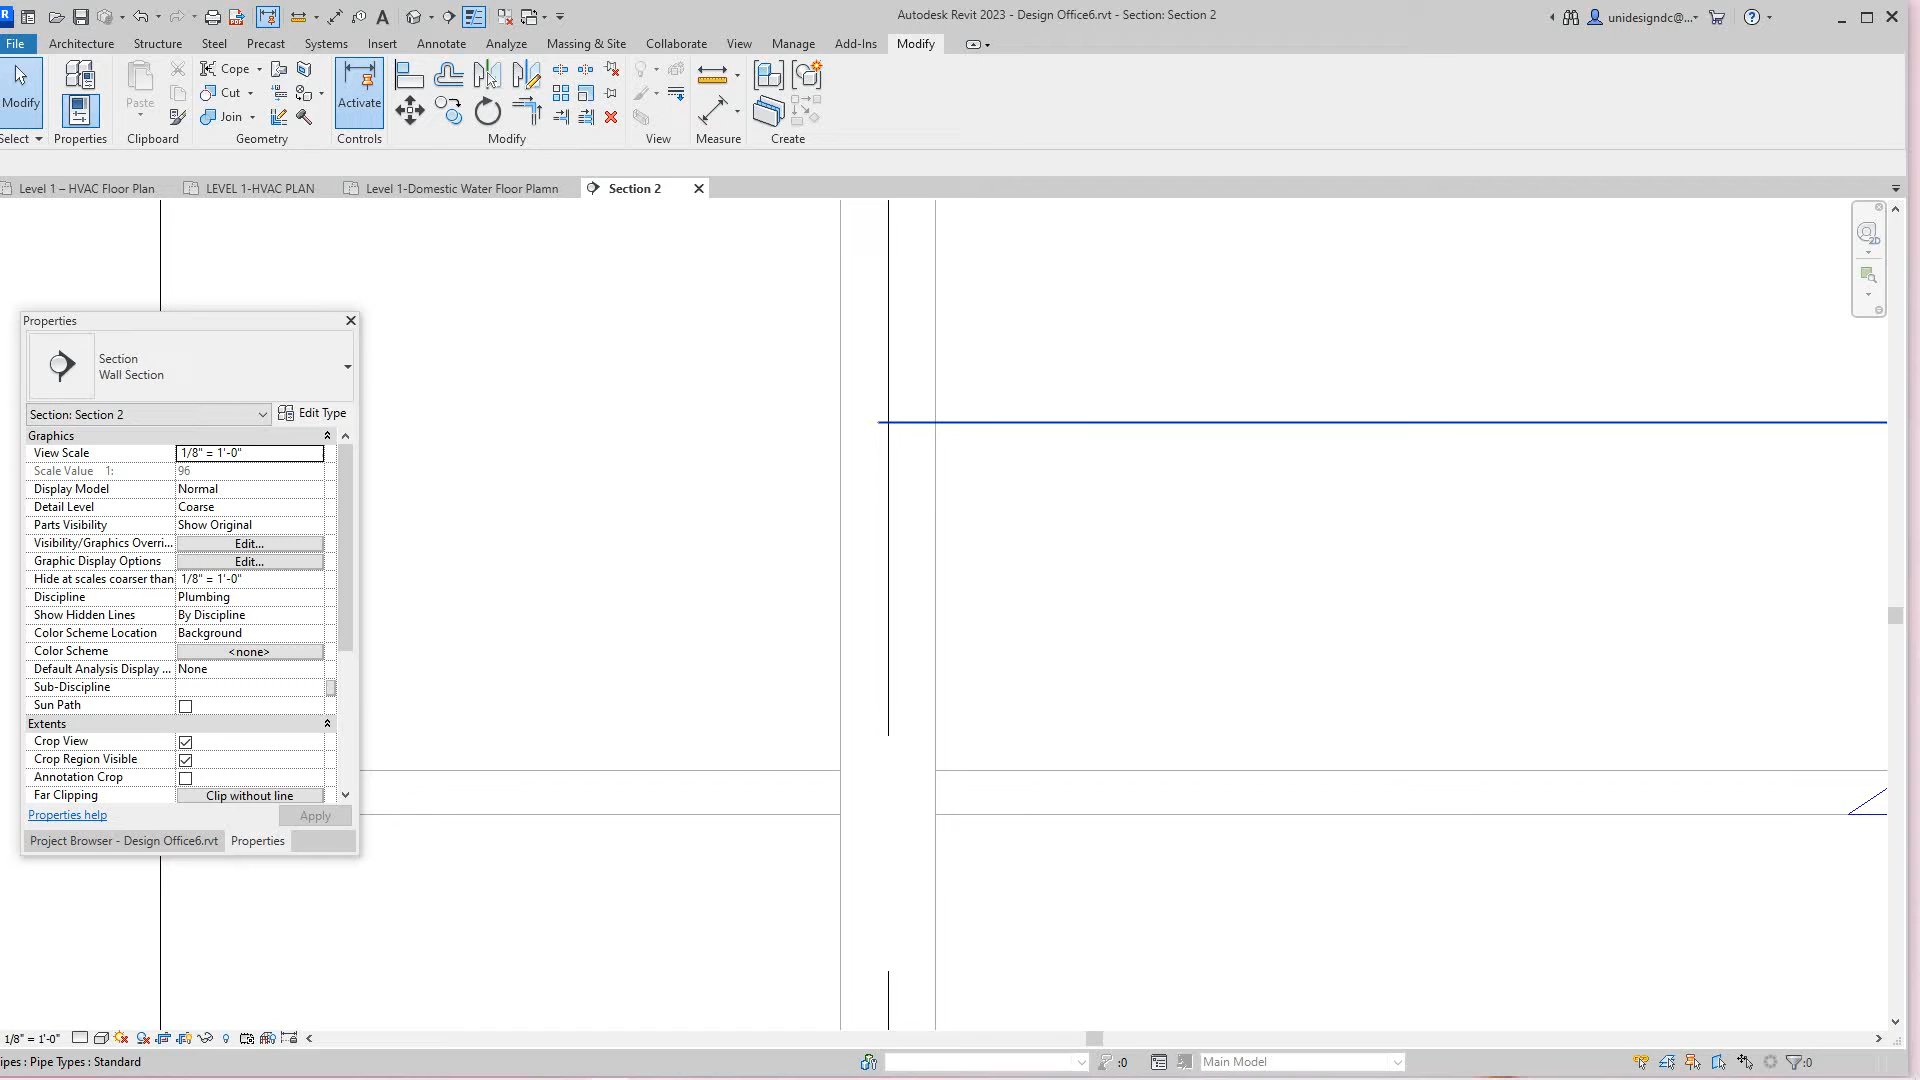 Autodesk Revit 2023 - Design Office6.rvt - Section: Section 2
unidesigndc@...
File Architecture Structure Steel Precast Systems Insert Annotate Analyze Massing & Site Collaborate View Manage Add-Ins Modify
Modify
Select
Properties
Paste
Clipboard
Cope
Cut
Join
Geometry
Activate
Controls
Modify
View
Measure
Create
Level 1 – HVAC Floor Plan
LEVEL 1-HVAC PLAN
Level 1-Domestic Water Floor Plamn
Section 2
Properties
Section
Wall Section
Section: Section 2
Edit Type
Graphics
View Scale 1/8" = 1'-0"
Scale Value 1: 96
Display Model Normal
Detail Level Coarse
Parts Visibility Show Original
Visibility/Graphics Overri... Edit...
Graphic Display Options Edit...
Hide at scales coarser than 1/8" = 1'-0"
Discipline Plumbing
Show Hidden Lines By Discipline
Color Scheme Location Background
Color Scheme <none>
Default Analysis Display ... None
Sub-Discipline
Sun Path
Extents
Crop View
Crop Region Visible
Annotation Crop
Far Clipping Clip without line
Properties help
Apply
Project Browser - Design Office6.rvt
Properties
2D
1/8" = 1'-0"
ipes : Pipe Types : Standard
:0
Main Model
:0